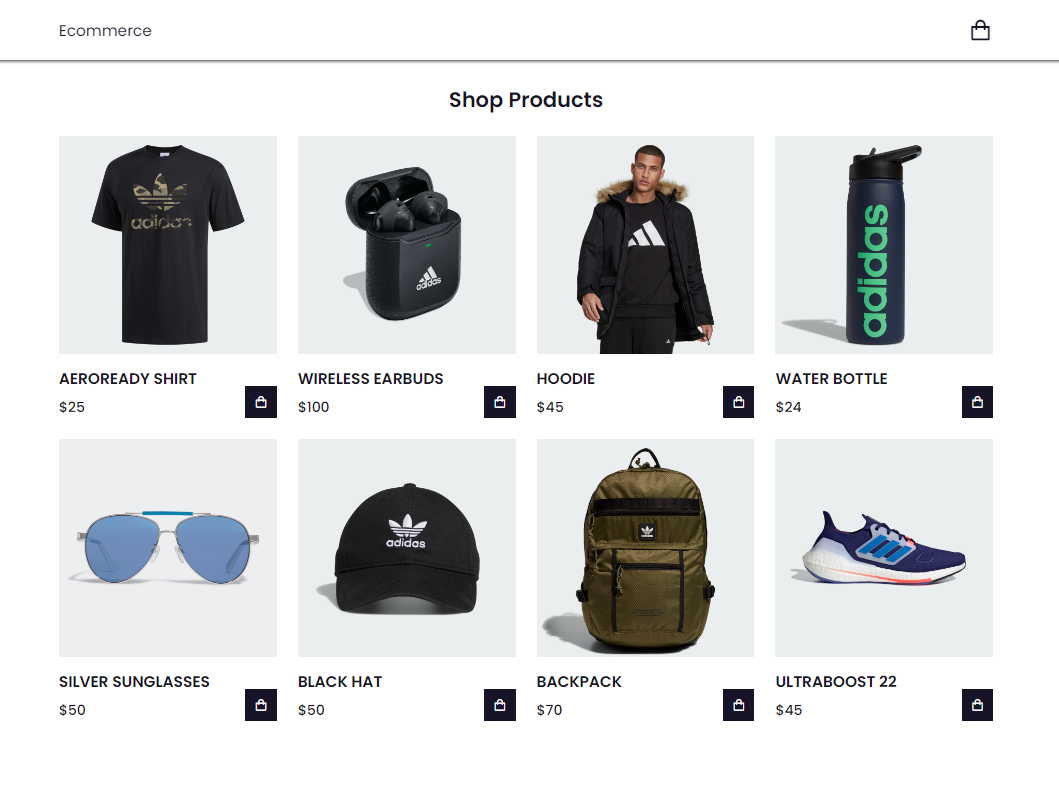 Ecommerce
Shop Products
adidas
adidas
adidas
AEROREADY SHIRT
WIRELESS EARBUDS
HOODIE
WATER BOTTLE
$25
$100
$45
$24
adidas
SILVER SUNGLASSES
BLACK HAT
BACKPACK
ULTRABOOST 22
$50
$50
$70
$45